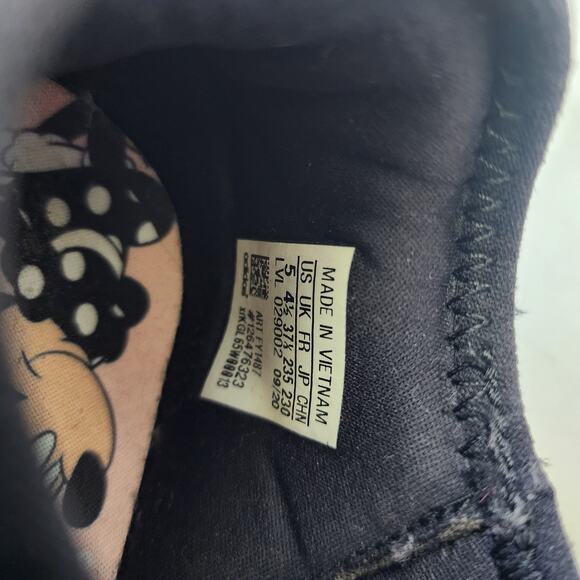 MADE IN VIETNAM
US UK FR JP CHN
5 4½ 37⅓ 235 230
LVL 029002 09/20
ART FY1487
#126476323
adidas